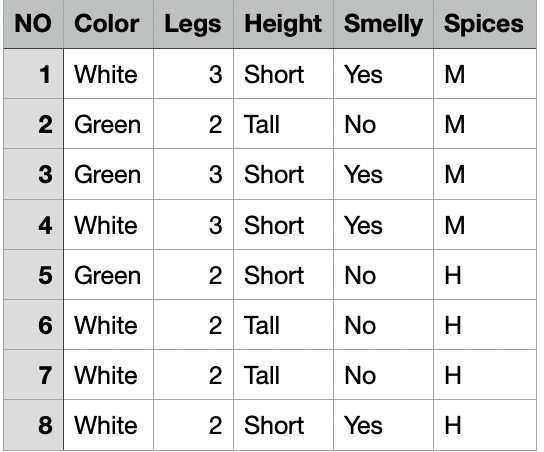 NO Color Legs Height Smelly Spices
1 White 3 Short Yes M
2 Green 2 Tall No M
3 Green 3 Short Yes M
4 White 3 Short Yes M
5 Green 2 Short No H
6 White 2 Tall No H
7 White 2 Tall No H
8 White 2 Short Yes H